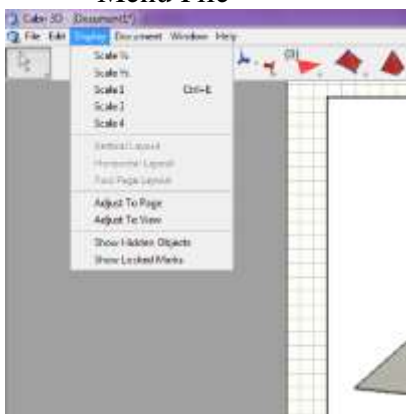 Menu File
Cabri 3D - [Document(1*)]
File Edit Display Document Window Help
Scale ¼
Scale ½
Scale 1 Ctrl+E
Scale 2
Scale 4
Vertical Layout
Horizontal Layout
Adjust To Page
Adjust To View
Show Hidden Objects
Show Locked Marks